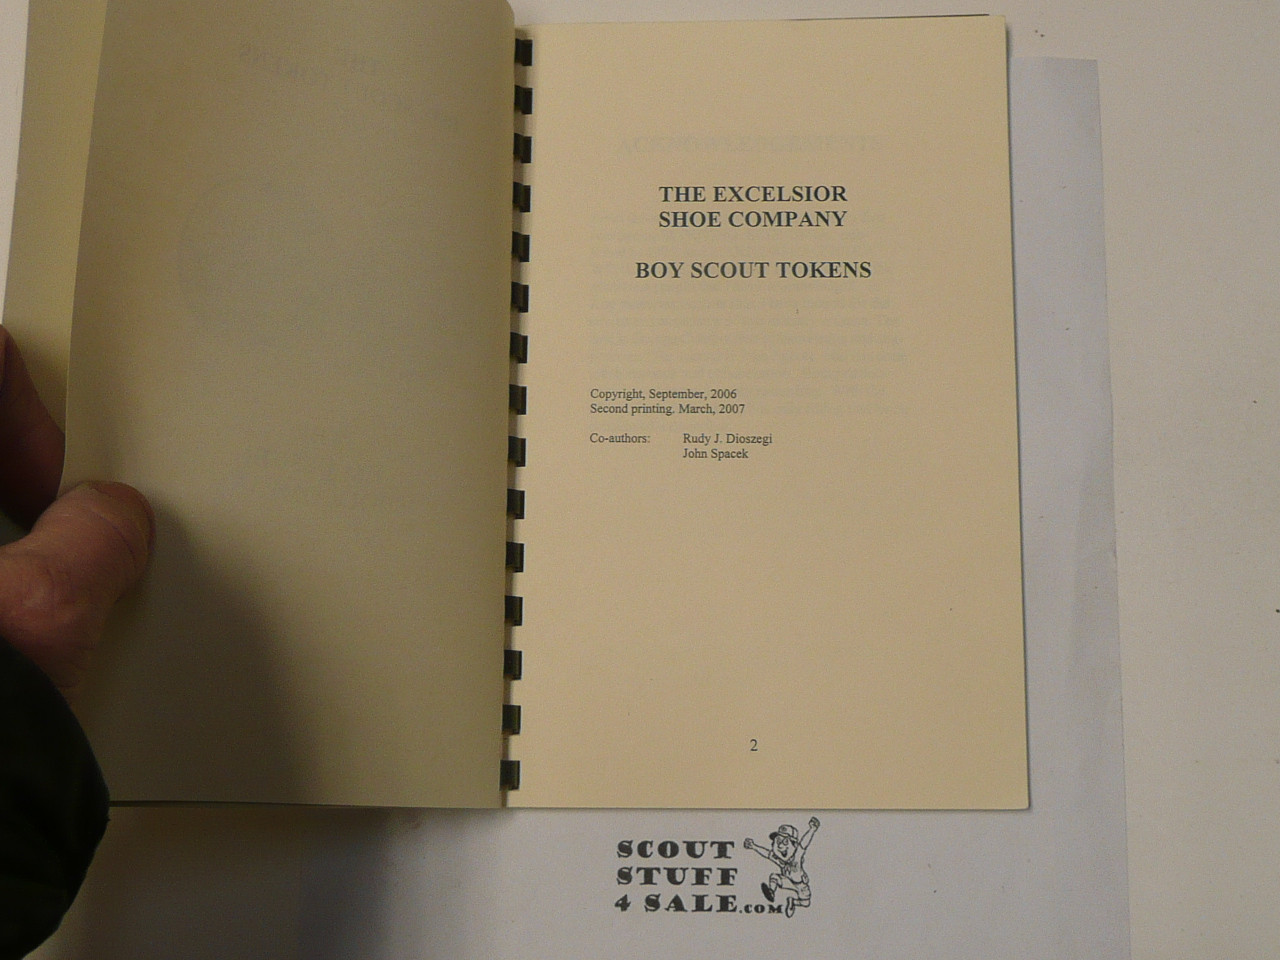 THE EXCELSIOR
SHOE COMPANY
BOY SCOUT TOKENS
Copyright, September, 2006
Second printing. March, 2007
Co-authors: Rudy J. Dioszegi
John Spacek
2
SCOUT
STUFF
4 SALE.COM